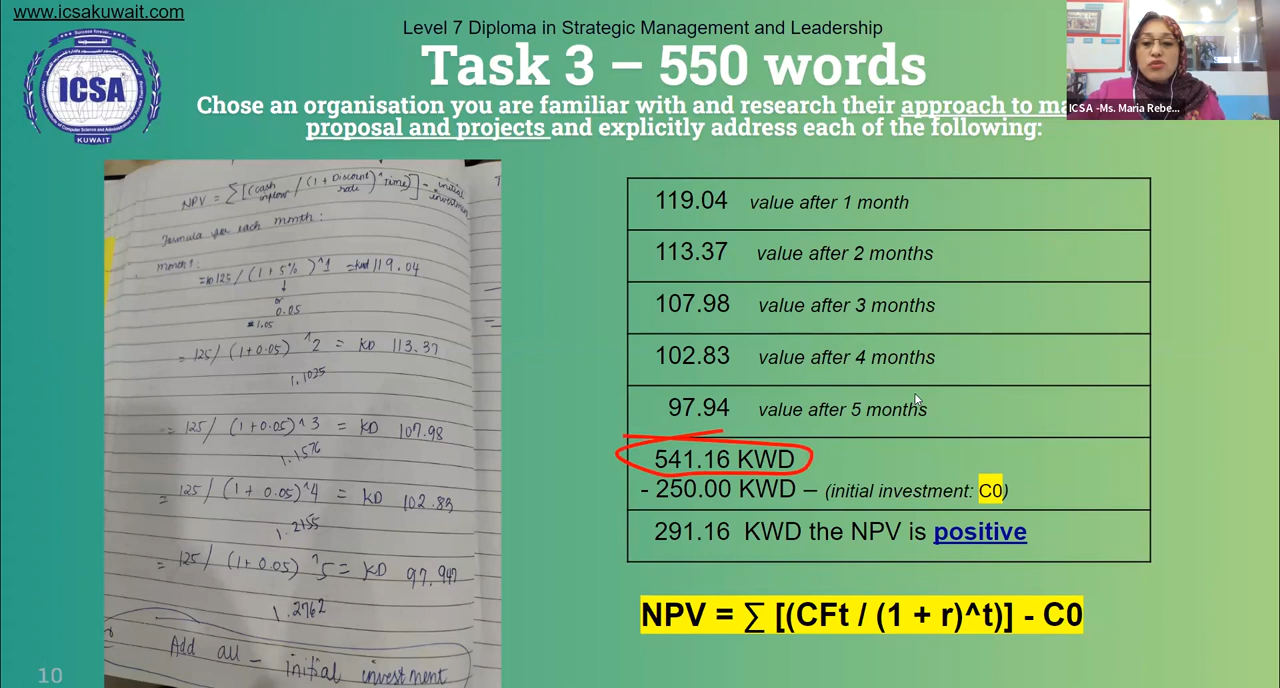 www.icsakuwait.com
Level 7 Diploma in Strategic Management and Leadership
Task 3 – 550 words
Chose an organisation you are familiar with and research their approach to ma
proposal and projects and explicitly address each of the following:
ICSA -Ms. Maria Rebe...
Success forever...
ICSA
KUWAIT
NPV = ∑ [(cash inflow / (1 + Discount rate)^Time)] - initial investmen
Formula for each month:
month 1:
125 / (1 + 5%)^1 = 119.04
or
0.05
1.05
= 125 / (1+0.05)^2 = KD 113.37
1.1025
= 125 / (1+0.05)^3 = KD 107.98
1.1576
= 125 / (1+0.05)^4 = KD 102.83
1.2155
= 125 / (1+0.05)^5 = KD 97.947
1.2762
Add all - initial investment
119.04 value after 1 month
113.37 value after 2 months
107.98 value after 3 months
102.83 value after 4 months
97.94 value after 5 months
541.16 KWD
- 250.00 KWD – (initial investment: C0)
291.16 KWD the NPV is positive
NPV = ∑ [(CFt / (1 + r)^t)] - C0
10